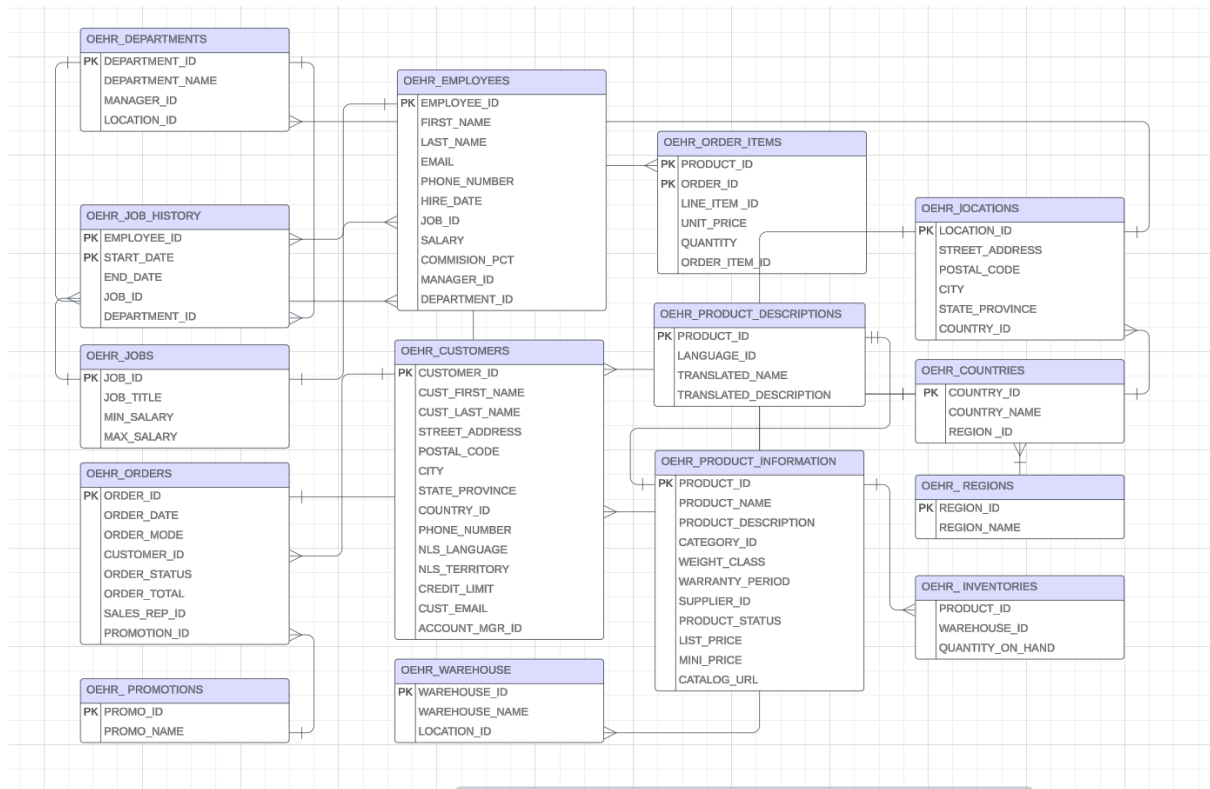 OEHR_DEPARTMENTS
PK DEPARTMENT_ID
DEPARTMENT_NAME
MANAGER_ID
LOCATION_ID
OEHR_JOB_HISTORY
PK EMPLOYEE_ID
PK START_DATE
END_DATE
JOB_ID
DEPARTMENT_ID
OEHR_JOBS
PK JOB_ID
JOB_TITLE
MIN_SALARY
MAX_SALARY
OEHR_ORDERS
PK ORDER_ID
ORDER_DATE
ORDER_MODE
CUSTOMER_ID
ORDER_STATUS
ORDER_TOTAL
SALES_REP_ID
PROMOTION_ID
OEHR_ PROMOTIONS
PK PROMO_ID
PROMO_NAME
OEHR_EMPLOYEES
PK EMPLOYEE_ID
FIRST_NAME
LAST_NAME
EMAIL
PHONE_NUMBER
HIRE_DATE
JOB_ID
SALARY
COMMISION_PCT
MANAGER_ID
DEPARTMENT_ID
OEHR_CUSTOMERS
PK CUSTOMER_ID
CUST_FIRST_NAME
CUST_LAST_NAME
STREET_ADDRESS
POSTAL_CODE
CITY
STATE_PROVINCE
COUNTRY_ID
PHONE_NUMBER
NLS_LANGUAGE
NLS_TERRITORY
CREDIT_LIMIT
CUST_EMAIL
ACCOUNT_MGR_ID
OEHR_WAREHOUSE
PK WAREHOUSE_ID
WAREHOUSE_NAME
LOCATION_ID
OEHR_ORDER_ITEMS
PK PRODUCT_ID
PK ORDER_ID
LINE_ITEM _ID
UNIT_PRICE
QUANTITY
ORDER_ITEM_ID
OEHR_PRODUCT_DESCRIPTIONS
PK PRODUCT_ID
LANGUAGE_ID
TRANSLATED_NAME
TRANSLATED_DESCRIPTION
OEHR_PRODUCT_INFORMATION
PK PRODUCT_ID
PRODUCT_NAME
PRODUCT_DESCRIPTION
CATEGORY_ID
WEIGHT_CLASS
WARRANTY_PERIOD
SUPPLIER_ID
PRODUCT_STATUS
LIST_PRICE
MINI_PRICE
CATALOG_URL
OEHR_lOCATIONS
PK LOCATION_ID
STREET_ADDRESS
POSTAL_CODE
CITY
STATE_PROVINCE
COUNTRY_ID
OEHR_COUNTRIES
PK COUNTRY_ID
COUNTRY_NAME
REGION _ID
OEHR_ REGIONS
PK REGION_ID
REGION_NAME
OEHR_ INVENTORIES
PRODUCT_ID
WAREHOUSE_ID
QUANTITY_ON_HAND